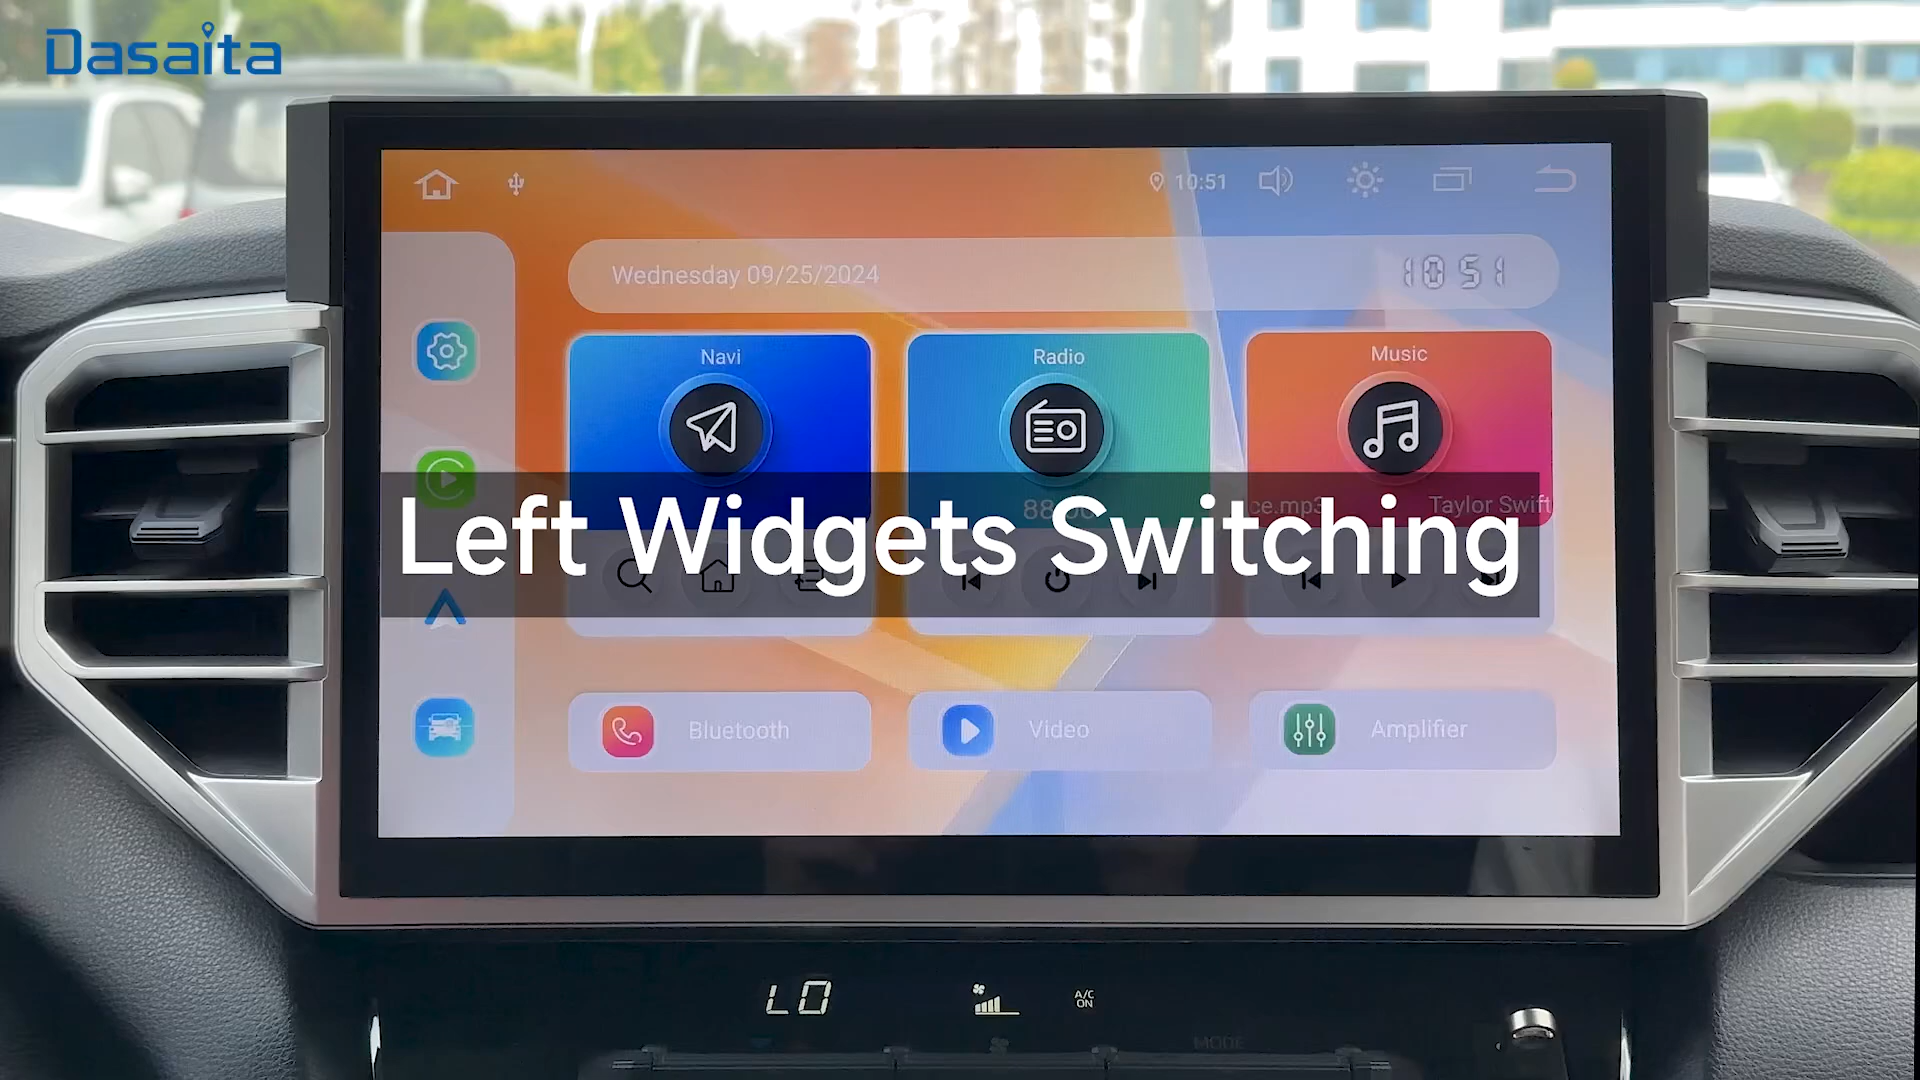 Dasaita
10:51
Wednesday 09/25/2024
10 51
Navi
Radio
Music
Taylor Swift
Left Widgets Switching
Bluetooth
Video
Amplifier
LO
A/C
ON
MODE